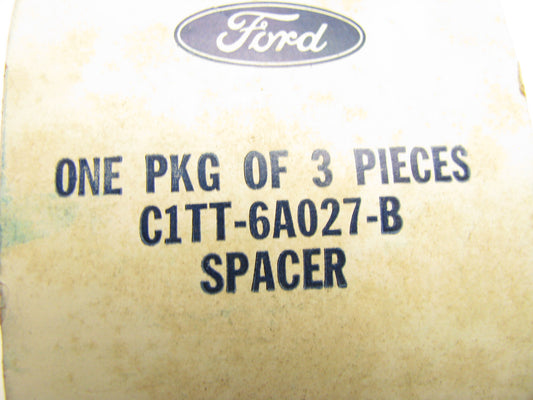 Ford
ONE PKG OF 3 PIECES
C1TT-6A027-B
SPACER